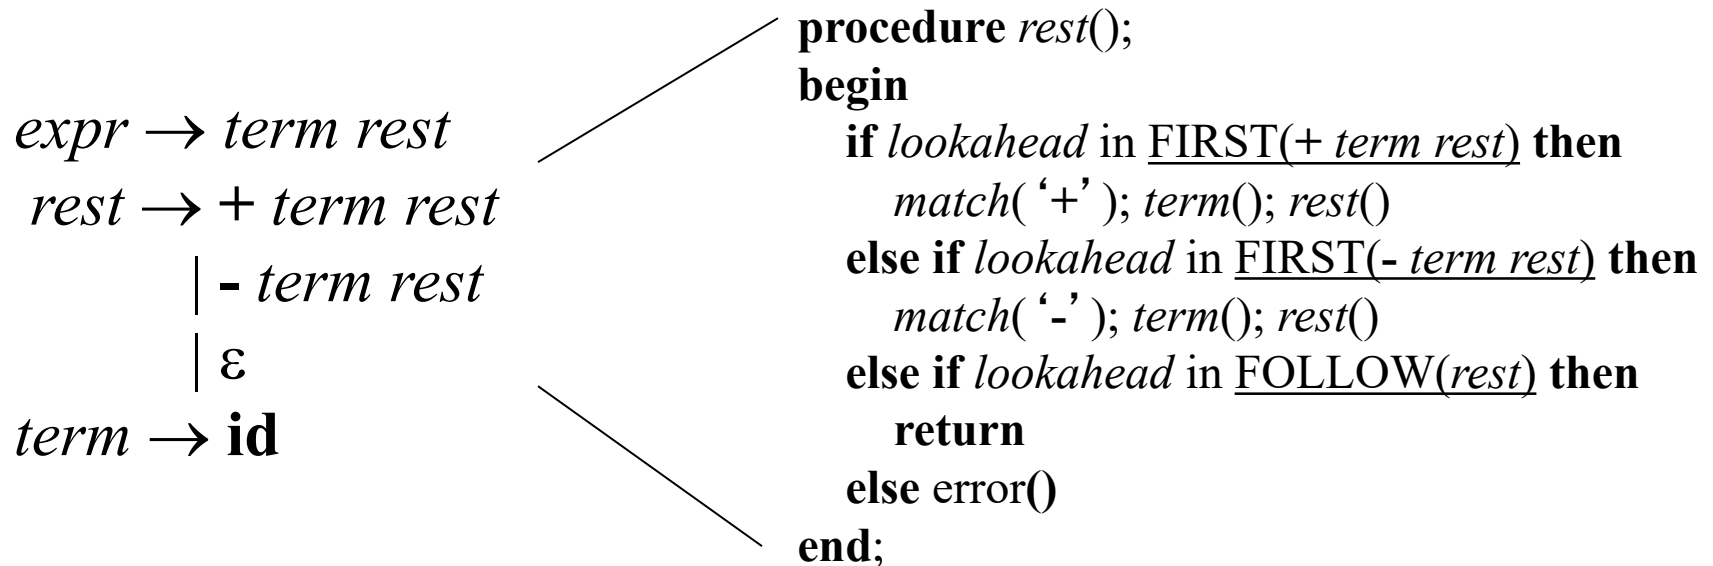 expr → term rest
rest → + term rest
| - term rest
| ε
term → id
procedure rest();
begin
if lookahead in FIRST(+ term rest) then
match( ‘+’ ); term(); rest()
else if lookahead in FIRST(- term rest) then
match( ‘-’ ); term(); rest()
else if lookahead in FOLLOW(rest) then
return
else error()
end;